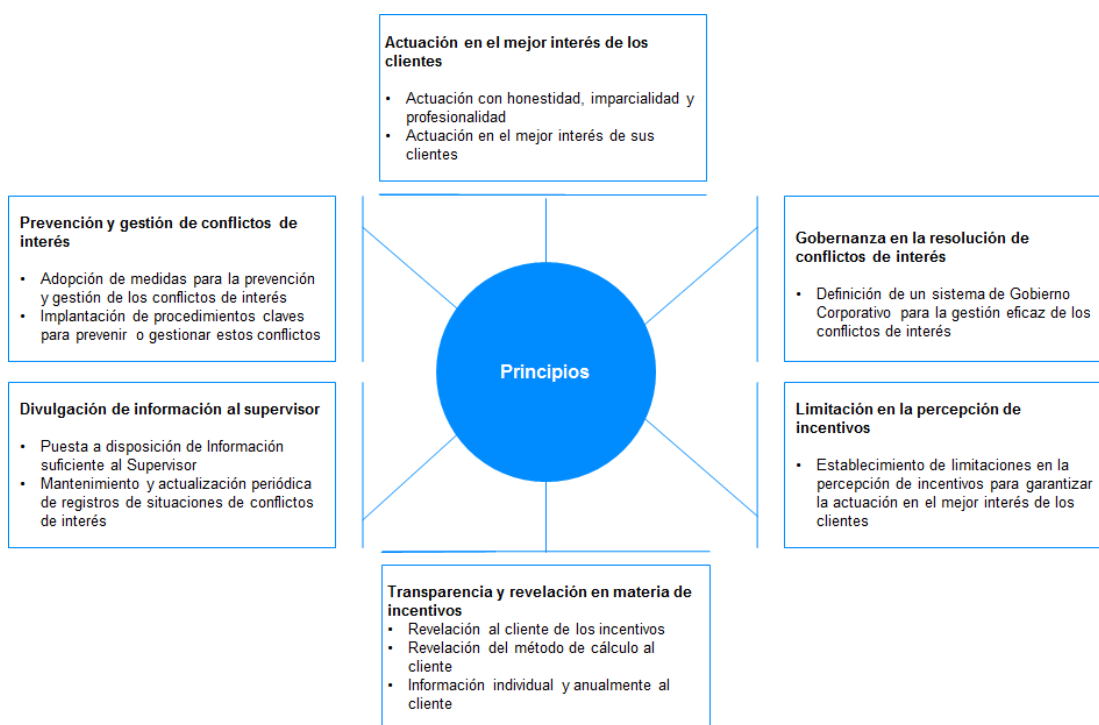 Actuación en el mejor interés de los
clientes
• Actuación con honestidad, imparcialidad y
profesionalidad
• Actuación en el mejor interés de sus
clientes
Prevención y gestión de conflictos de
interés
• Adopción de medidas para la prevención
y gestión de los conflictos de interés
• Implantación de procedimientos claves
para prevenir o gestionar estos conflictos
Gobernanza en la resolución de
conflictos de interés
• Definición de un sistema de Gobierno
Corporativo para la gestión eficaz de los
conflictos de interés
Principios
Divulgación de información al supervisor
• Puesta a disposición de Información
suficiente al Supervisor
• Mantenimiento y actualización periódica
de registros de situaciones de conflictos
de interés
Limitación en la percepción de
incentivos
• Establecimiento de limitaciones en la
percepción de incentivos para garantizar
la actuación en el mejor interés de los
clientes
Transparencia y revelación en materia de
incentivos
• Revelación al cliente de los incentivos
• Revelación del método de cálculo al
cliente
• Información individual y anualmente al
cliente